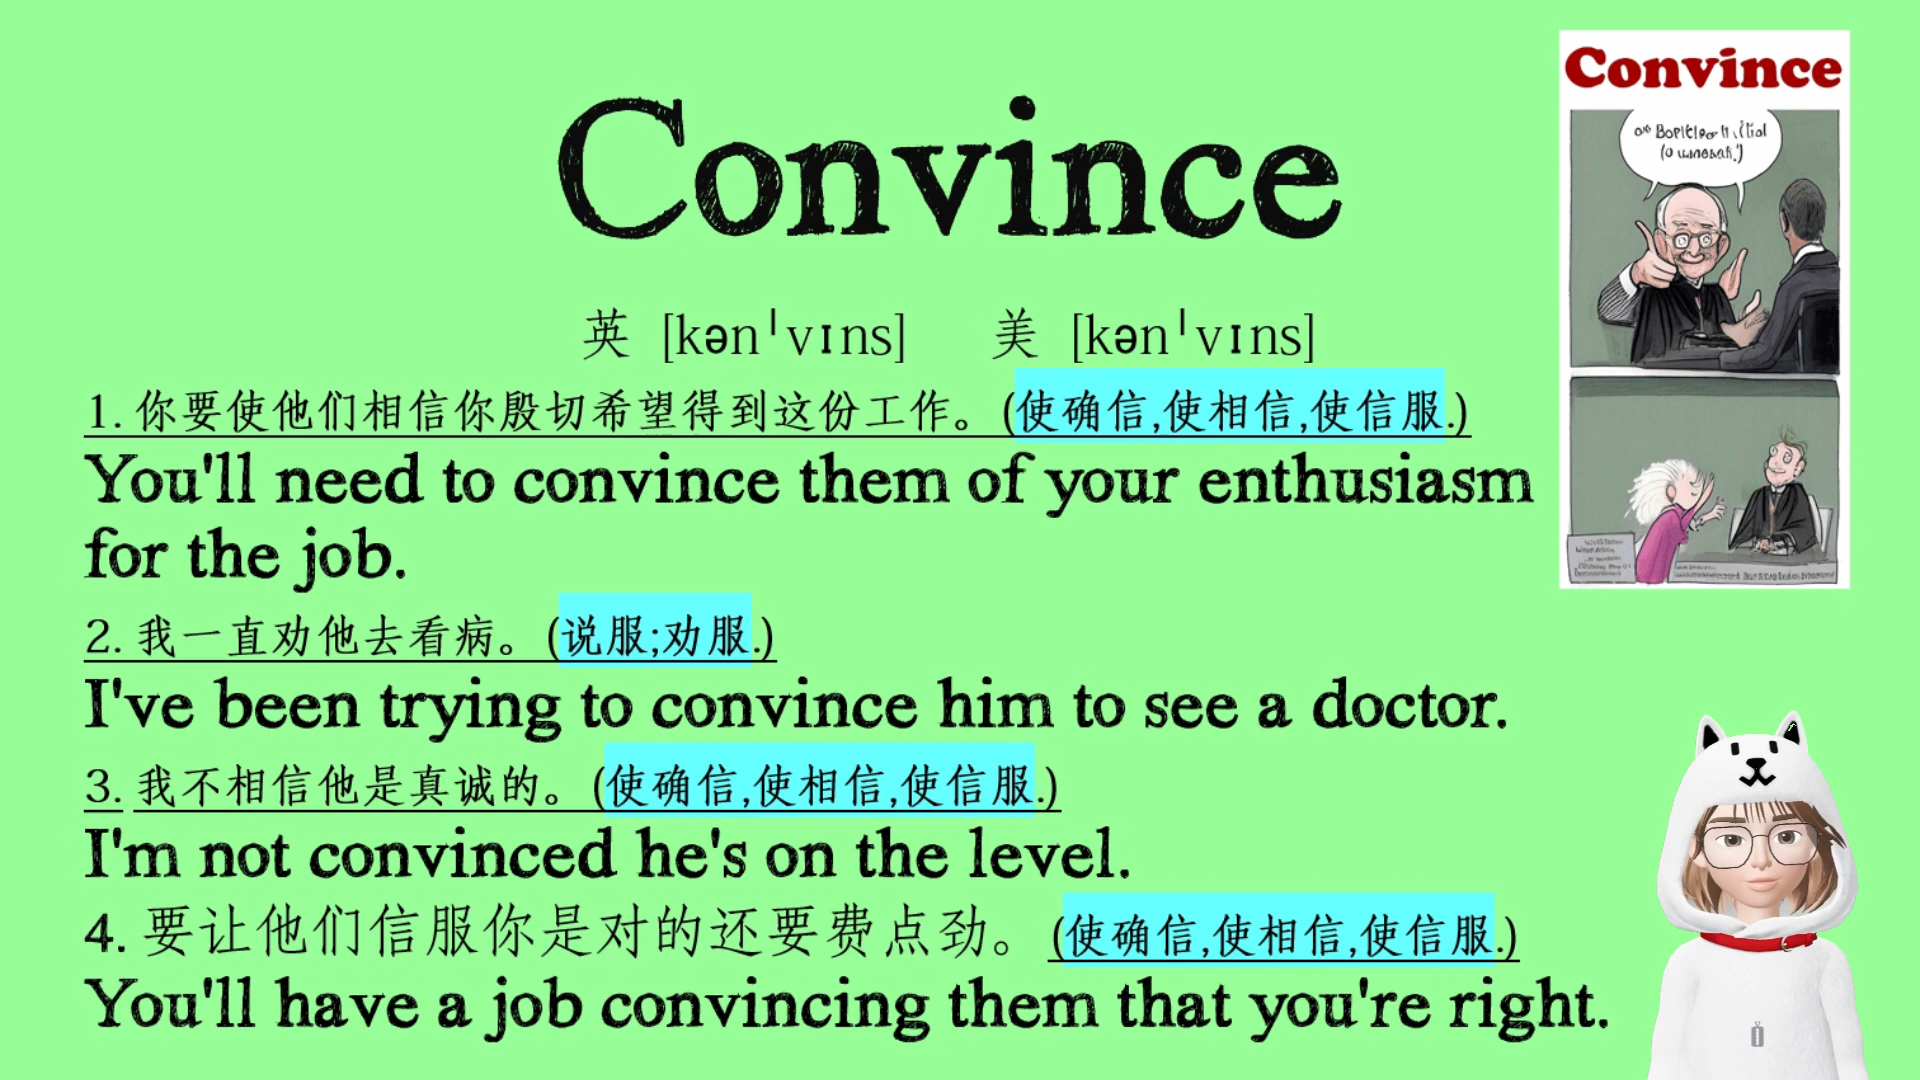 Convince
Convince
英 [kənˈvɪns] 美 [kənˈvɪns]
1. 你要使他们相信你殷切希望得到这份工作。(使确信,使相信,使信服.)
You'll need to convince them of your enthusiasm
for the job.
2. 我一直劝他去看病。(说服;劝服.)
I've been trying to convince him to see a doctor.
3. 我不相信他是真诚的。(使确信,使相信,使信服.)
I'm not convinced he's on the level.
4. 要让他们信服你是对的还要费点劲。(使确信,使相信,使信服.)
You'll have a job convincing them that you're right.